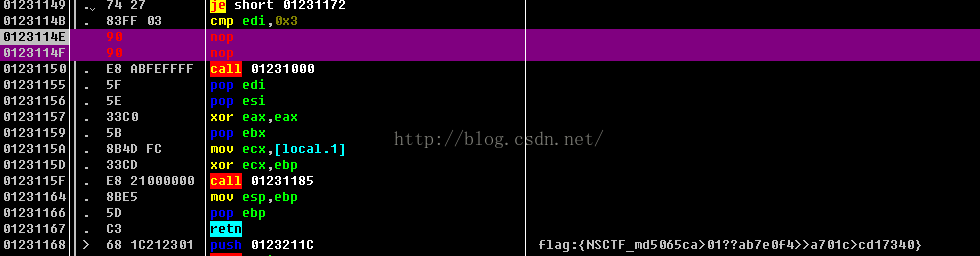 01231149 . 74 27 je short 01231172
0123114B . 83FF 03 cmp edi,0x3
0123114E 90 nop
0123114F 90 nop
01231150 . E8 ABFEFFFF call 01231000
01231155 . 5F pop edi
01231156 . 5E pop esi
01231157 . 33C0 xor eax,eax
01231159 . 5B pop ebx
0123115A . 8B4D FC mov ecx,[local.1]
0123115D . 33CD xor ecx,ebp
0123115F . E8 21000000 call 01231185
01231164 . 8BE5 mov esp,ebp
01231166 . 5D pop ebp
01231167 . C3 retn
01231168 > 68 1C212301 push 0123211C flag:{NSCTF_md5065ca>01??ab7e0f4>>a701c>cd17340}
http://blog.csdn.net/